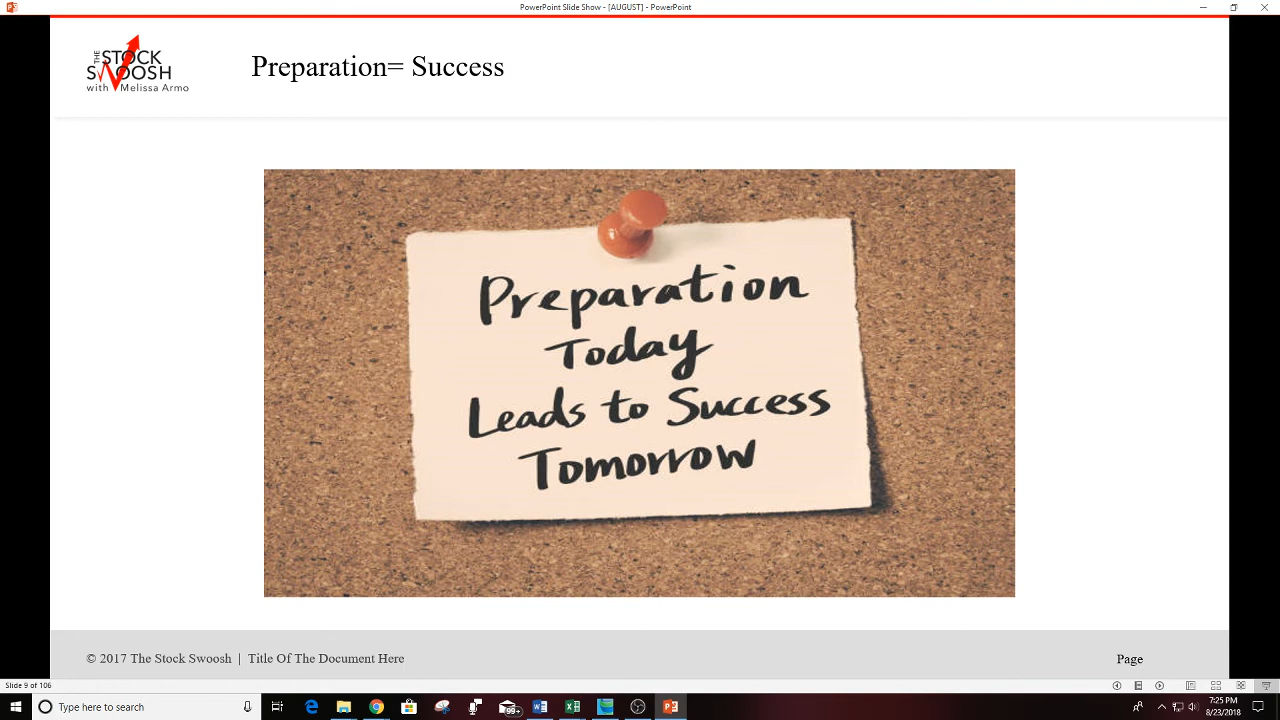 PowerPoint Slide Show - [AUGUST] - PowerPoint
THE
STOCK
SWOOSH
with Melissa Armo
Preparation= Success
Preparation
Today
Leads to Success
Tomorrow
© 2017 The Stock Swoosh | Title Of The Document Here
Page
Slide 9 of 106
Type here to search
99+
7:25 PM
8/23/2018